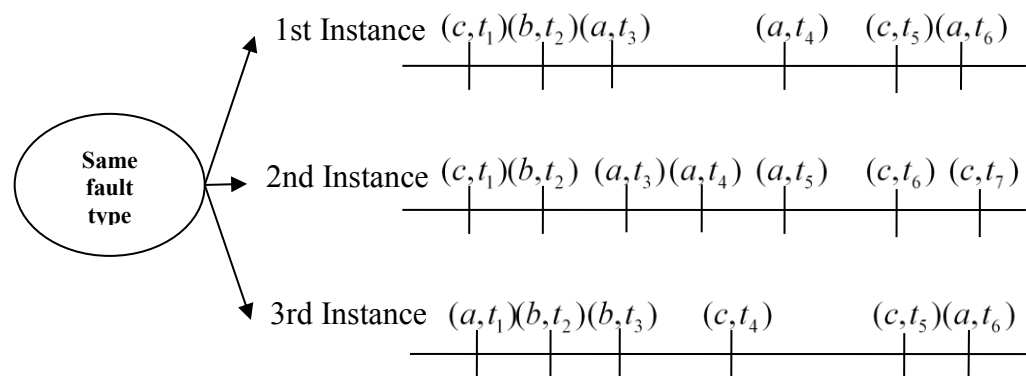 1st Instance (c,t₁)(b,t₂)(a,t₃) (a,t₄) (c,t₅)(a,t₆)
Same
fault
type
2nd Instance (c,t₁)(b,t₂) (a,t₃)(a,t₄) (a,t₅) (c,t₆) (c,t₇)
3rd Instance (a,t₁)(b,t₂)(b,t₃) (c,t₄) (c,t₅)(a,t₆)